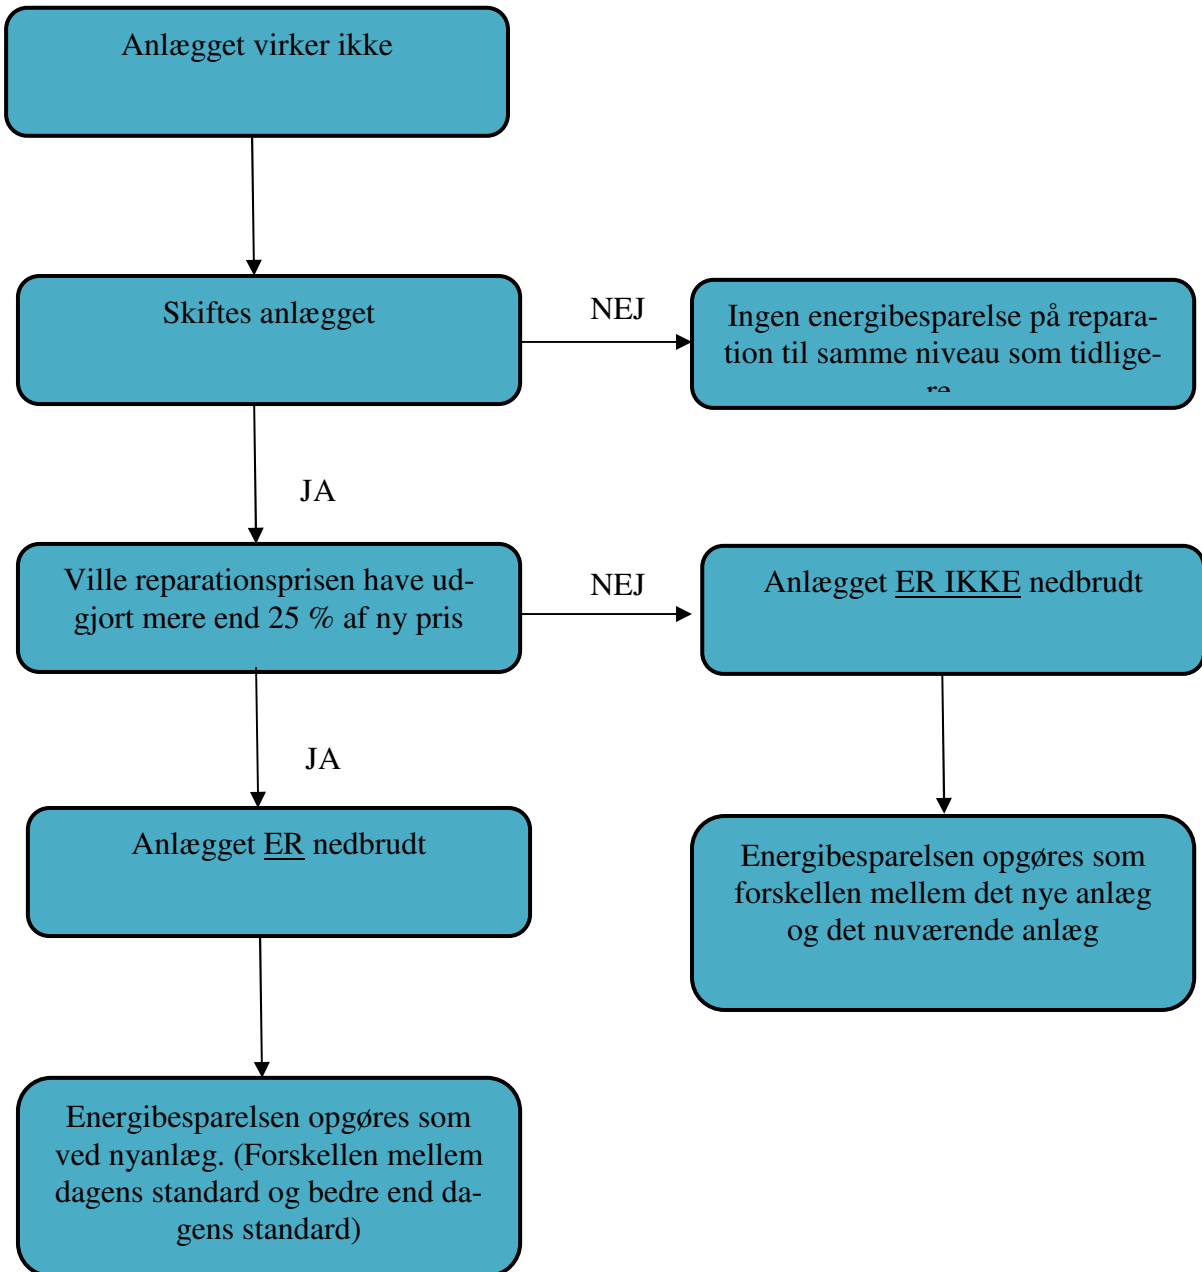 Anlægget virker ikke
Skiftes anlægget
NEJ
Ingen energibesparelse på repara-
tion til samme niveau som tidlige-
re
JA
Ville reparationsprisen have ud-
gjort mere end 25 % af ny pris
NEJ
Anlægget ER IKKE nedbrudt
JA
Anlægget ER nedbrudt
Energibesparelsen opgøres som
forskellen mellem det nye anlæg
og det nuværende anlæg
Energibesparelsen opgøres som
ved nyanlæg. (Forskellen mellem
dagens standard og bedre end da-
gens standard)